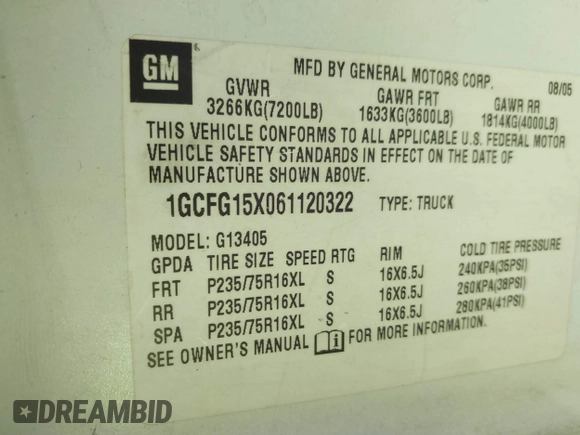 GM
MFD BY GENERAL MOTORS CORP. 08/05
GVWR GAWR FRT GAWR RR
3266KG(7200LB) 1633KG(3600LB) 1814KG(4000LB)
THIS VEHICLE CONFORMS TO ALL APPLICABLE U.S. FEDERAL MOTOR
VEHICLE SAFETY STANDARDS IN EFFECT ON THE DATE OF
MANUFACTURE SHOWN ABOVE.
1GCFG15X061120322 TYPE: TRUCK
MODEL: G13405
GPDA TIRE SIZE SPEED RTG RIM COLD TIRE PRESSURE
FRT P235/75R16XL S 16X6.5J 240KPA(35PSI)
RR P235/75R16XL S 16X6.5J 260KPA(38PSI)
SPA P235/75R16XL S 16X6.5J 280KPA(41PSI)
SEE OWNER'S MANUAL FOR MORE INFORMATION.
DREAMBID